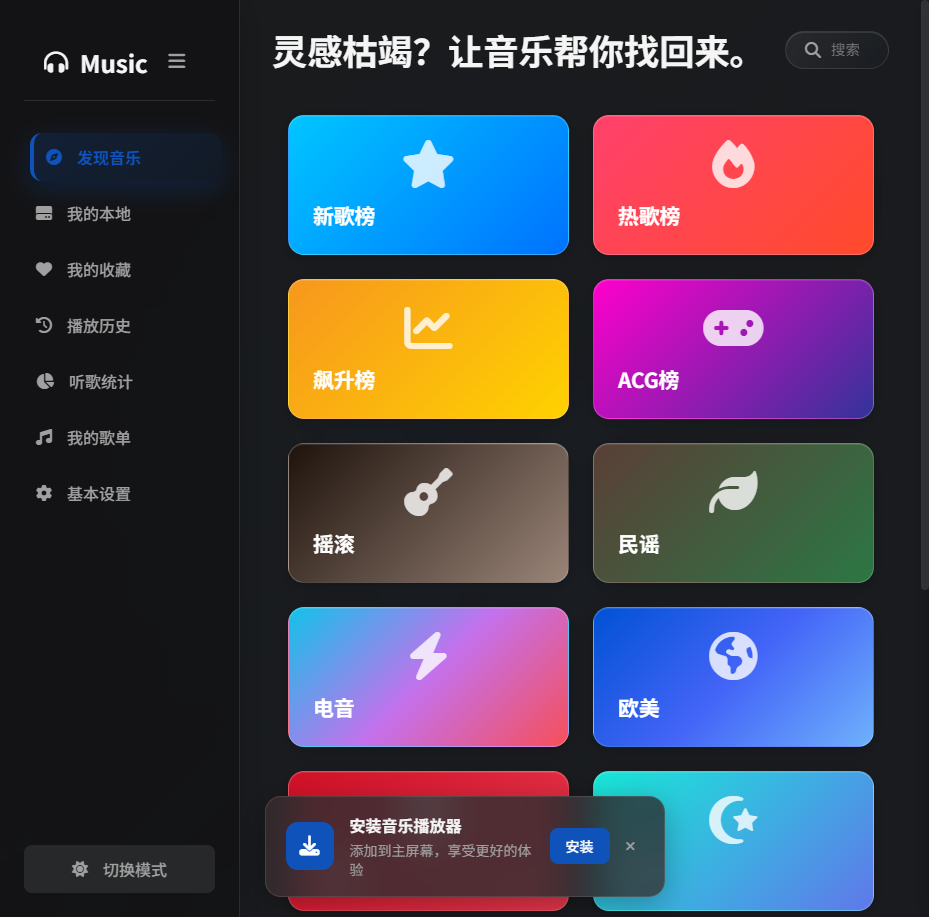 Music
发现音乐
我的本地
我的收藏
播放历史
听歌统计
我的歌单
基本设置
切换模式
灵感枯竭？让音乐帮你找回来。
搜索
新歌榜
热歌榜
飙升榜
ACG榜
摇滚
民谣
电音
欧美
安装音乐播放器
添加到主屏幕，享受更好的体
验
安装
×